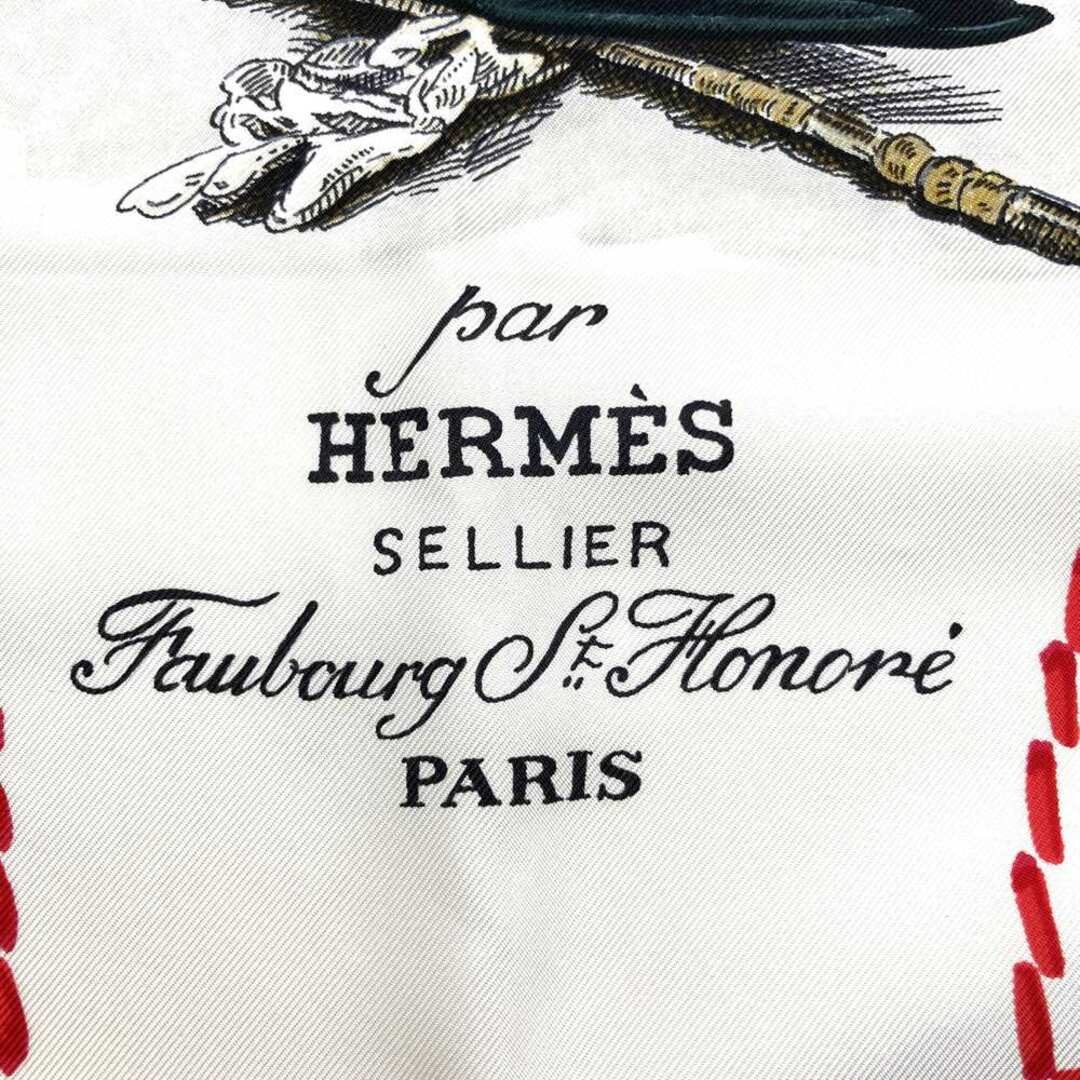 par
HERMÈS
SELLIER
Faubourg St. Honoré
PARIS